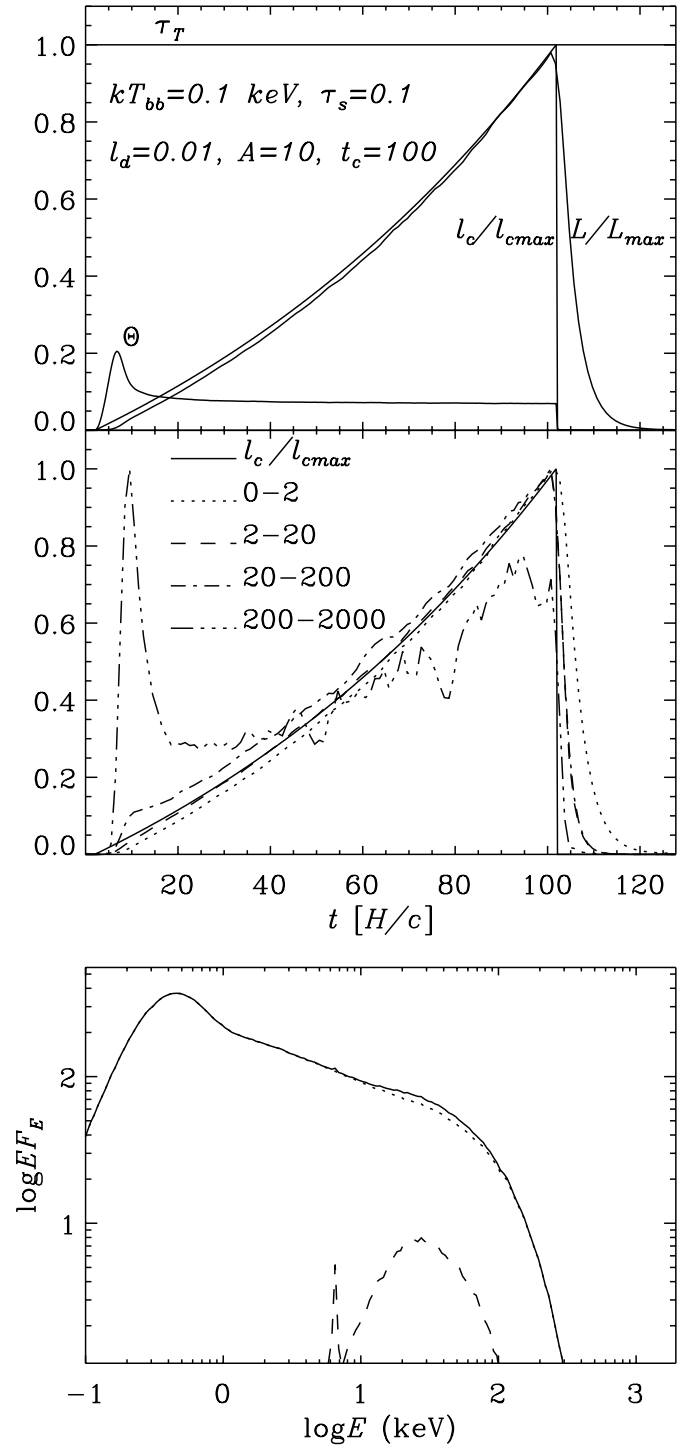 τ_T
1.0
kT_bb=0.1 keV, τ_s=0.1
0.8
l_d=0.01, A=10, t_c=100
0.6
l_c/l_cmax L/L_max
0.4
Θ
0.2
0.0
l_c/l_cmax
1.0
0-2
0.8
2-20
20-200
0.6
200-2000
0.4
0.2
0.0
20 40 60 80 100 120
t [H/c]
2
logEF_E
1
-1 0 1 2 3
logE (keV)